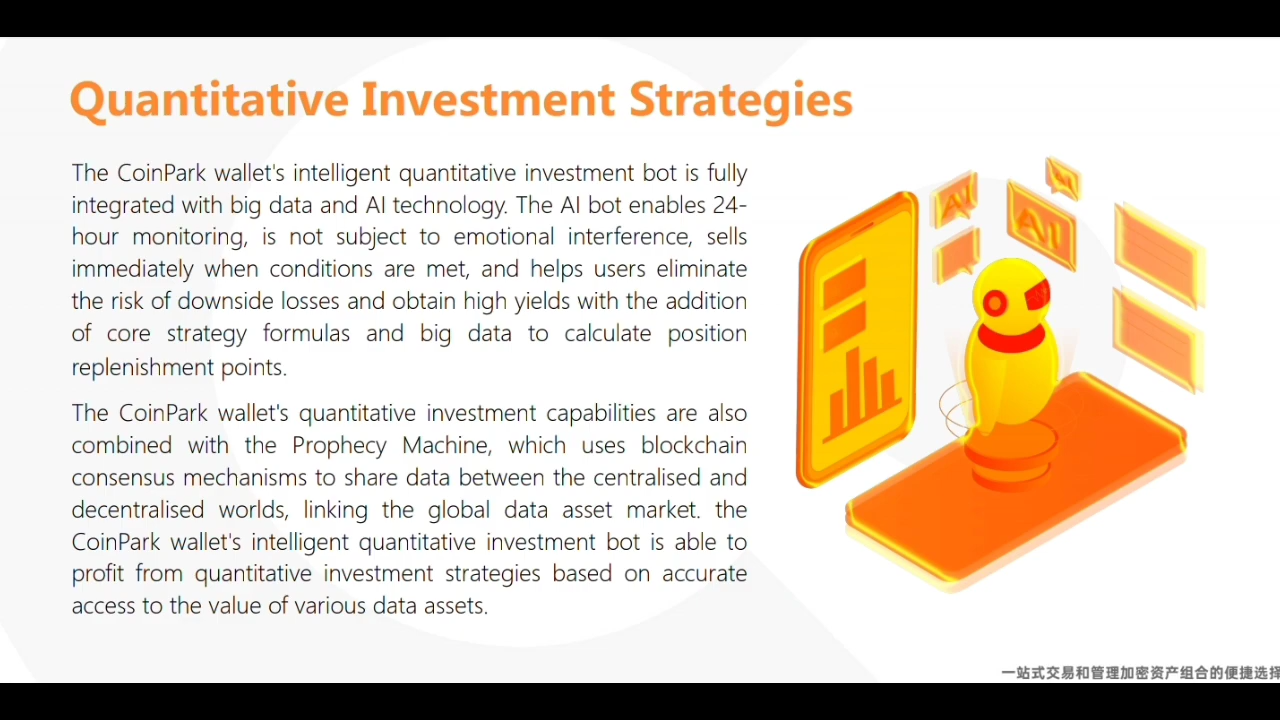 Quantitative Investment Strategies
The CoinPark wallet's intelligent quantitative investment bot is fully
integrated with big data and AI technology. The AI bot enables 24-
hour monitoring, is not subject to emotional interference, sells
immediately when conditions are met, and helps users eliminate
the risk of downside losses and obtain high yields with the addition
of core strategy formulas and big data to calculate position
replenishment points.
The CoinPark wallet's quantitative investment capabilities are also
combined with the Prophecy Machine, which uses blockchain
consensus mechanisms to share data between the centralised and
decentralised worlds, linking the global data asset market. the
CoinPark wallet's intelligent quantitative investment bot is able to
profit from quantitative investment strategies based on accurate
access to the value of various data assets.
AI
一站式交易和管理加密资产组合的便捷选择